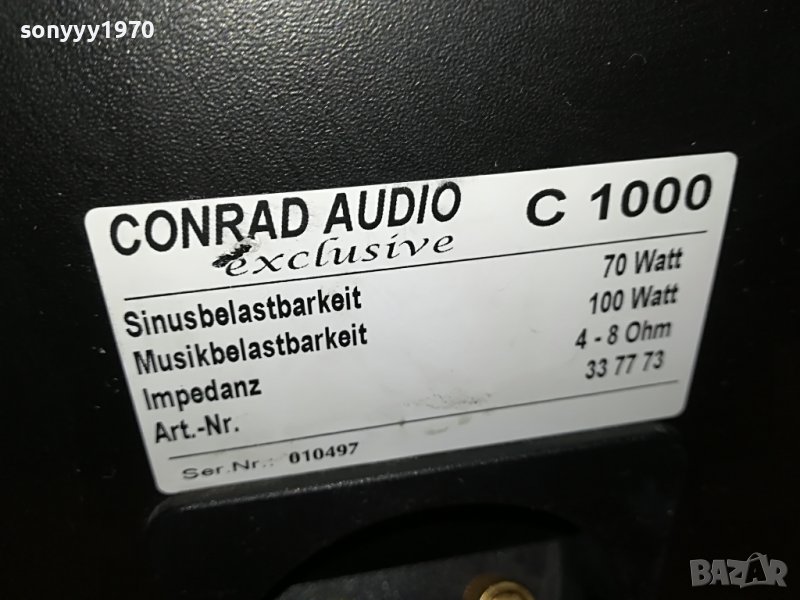 sonyyy1970
CONRAD AUDIO C 1000
exclusive
Sinusbelastbarkeit 70 Watt
Musikbelastbarkeit 100 Watt
Impedanz 4 - 8 Ohm
Art.-Nr. 33 77 73
Ser.Nr.: 010497
BAZAR